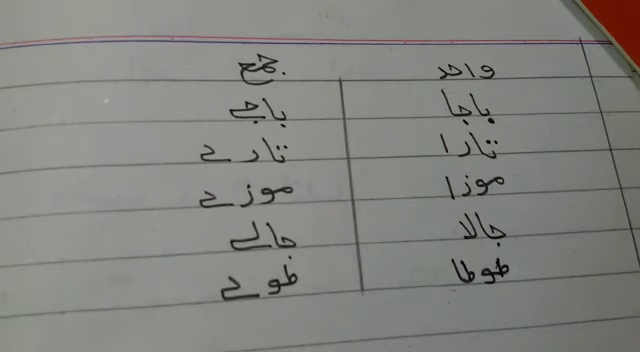 واحد جمع
باجا باجے
تارا تارے
موزا موزے
جالا جالے
طوطا طوطے